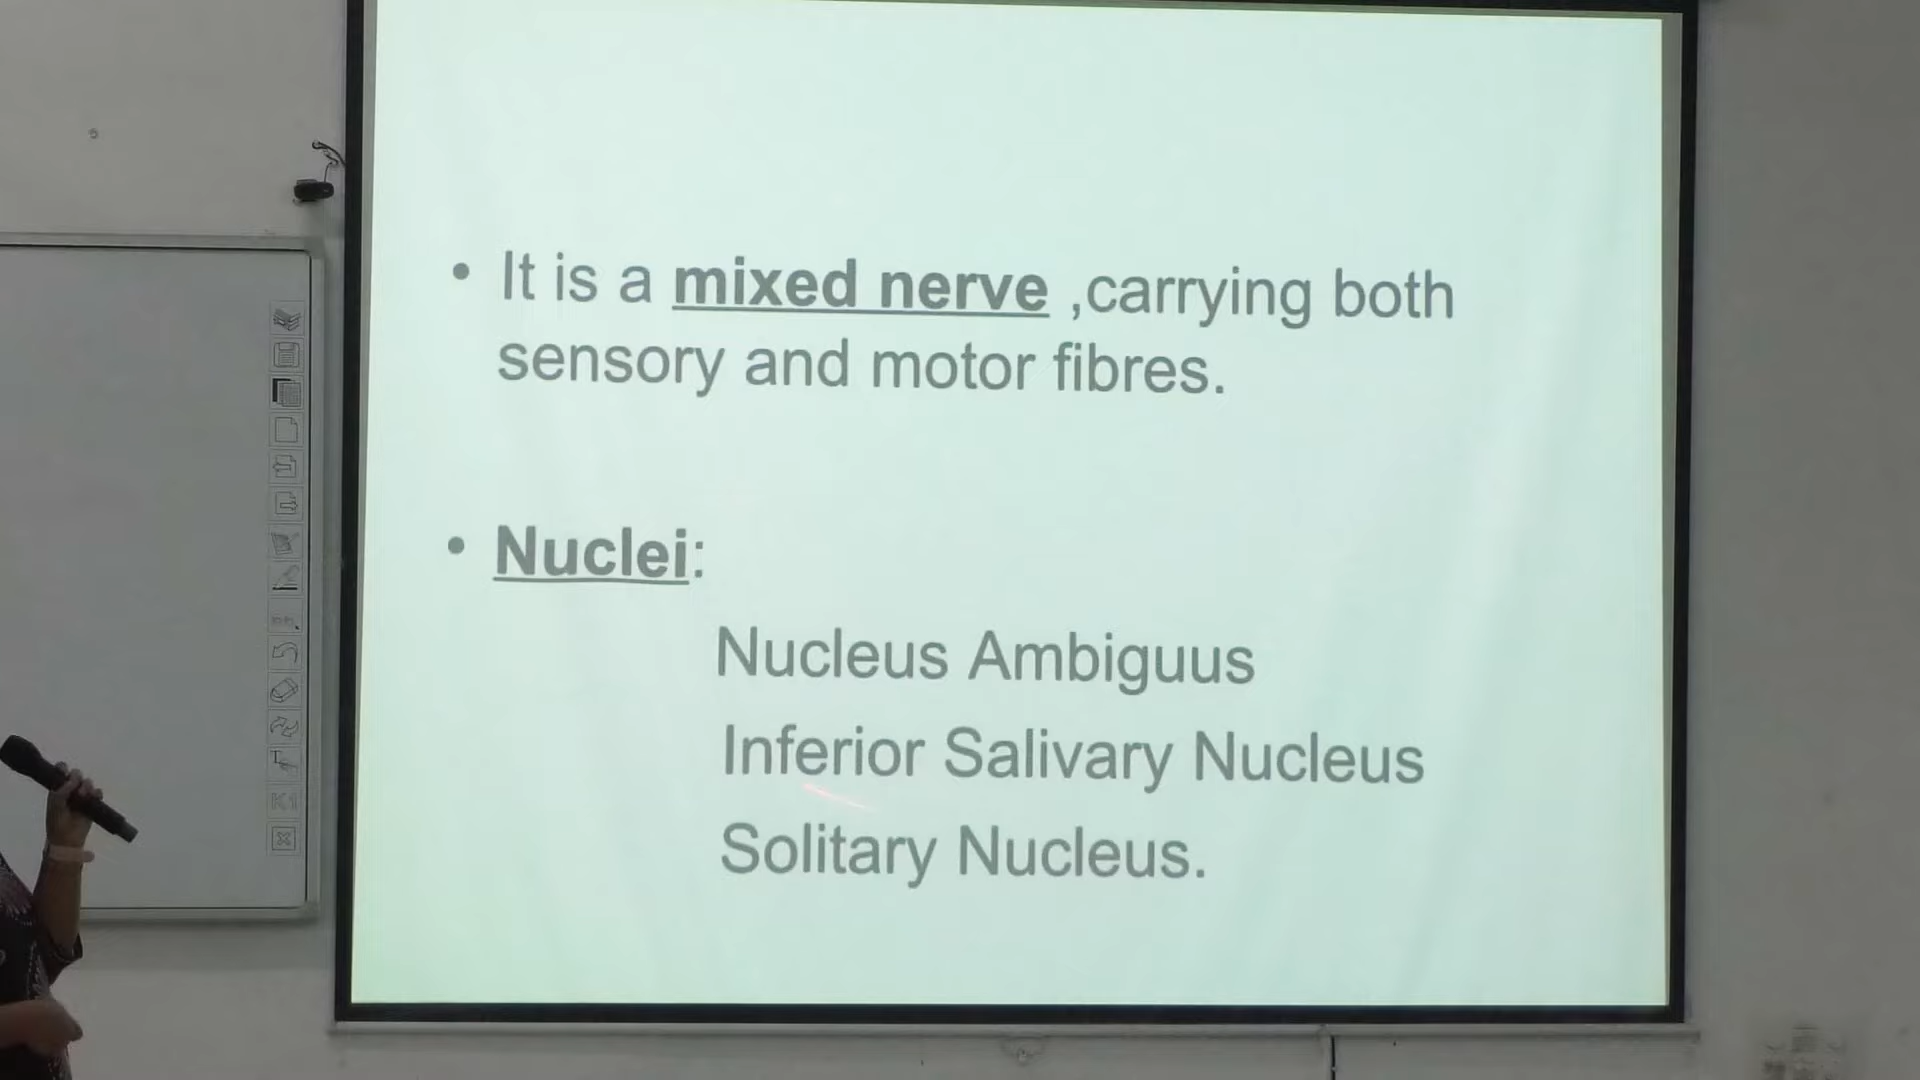 • It is a mixed nerve ,carrying both
sensory and motor fibres.
• Nuclei:
Nucleus Ambiguus
Inferior Salivary Nucleus
Solitary Nucleus.